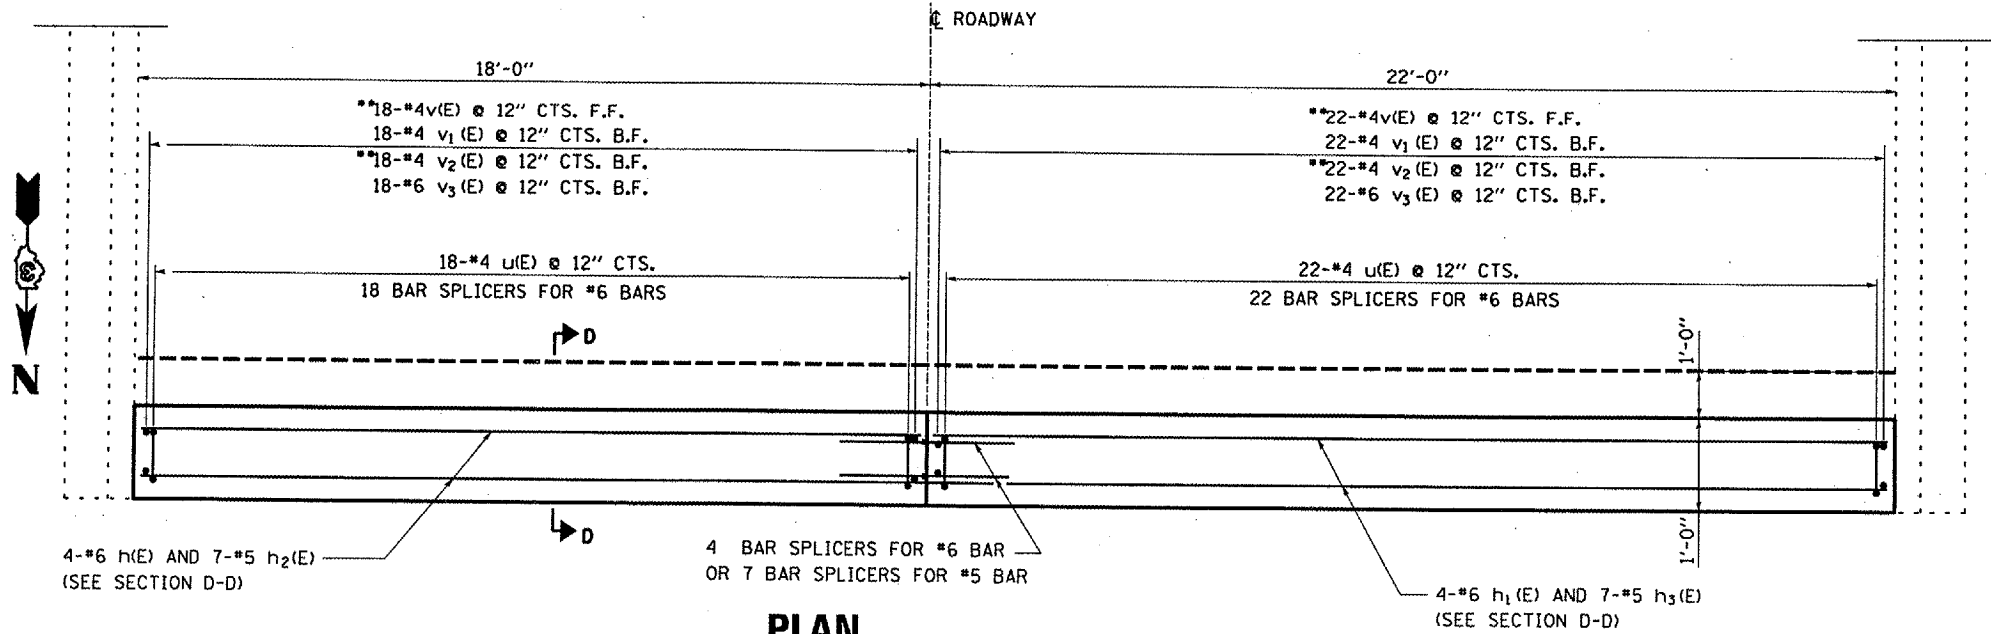 ℄ ROADWAY
18'-0"
22'-0"
**18-#4v(E) @ 12" CTS. F.F.
18-#4 v₁(E) @ 12" CTS. B.F.
**18-#4 v₂(E) @ 12" CTS. B.F.
18-#6 v₃(E) @ 12" CTS. B.F.
**22-#4v(E) @ 12" CTS. F.F.
22-#4 v₁(E) @ 12" CTS. B.F.
**22-#4 v₂(E) @ 12" CTS. B.F.
22-#6 v₃(E) @ 12" CTS. B.F.
18-#4 u(E) @ 12" CTS.
18 BAR SPLICERS FOR #6 BARS
22-#4 u(E) @ 12" CTS.
22 BAR SPLICERS FOR #6 BARS
N
D
1'-0"
D
1'-0"
4-#6 h(E) AND 7-#5 h₂(E)
(SEE SECTION D-D)
4 BAR SPLICERS FOR #6 BAR
OR 7 BAR SPLICERS FOR #5 BAR
4-#6 h₁(E) AND 7-#5 h₃(E)
(SEE SECTION D-D)
PLAN